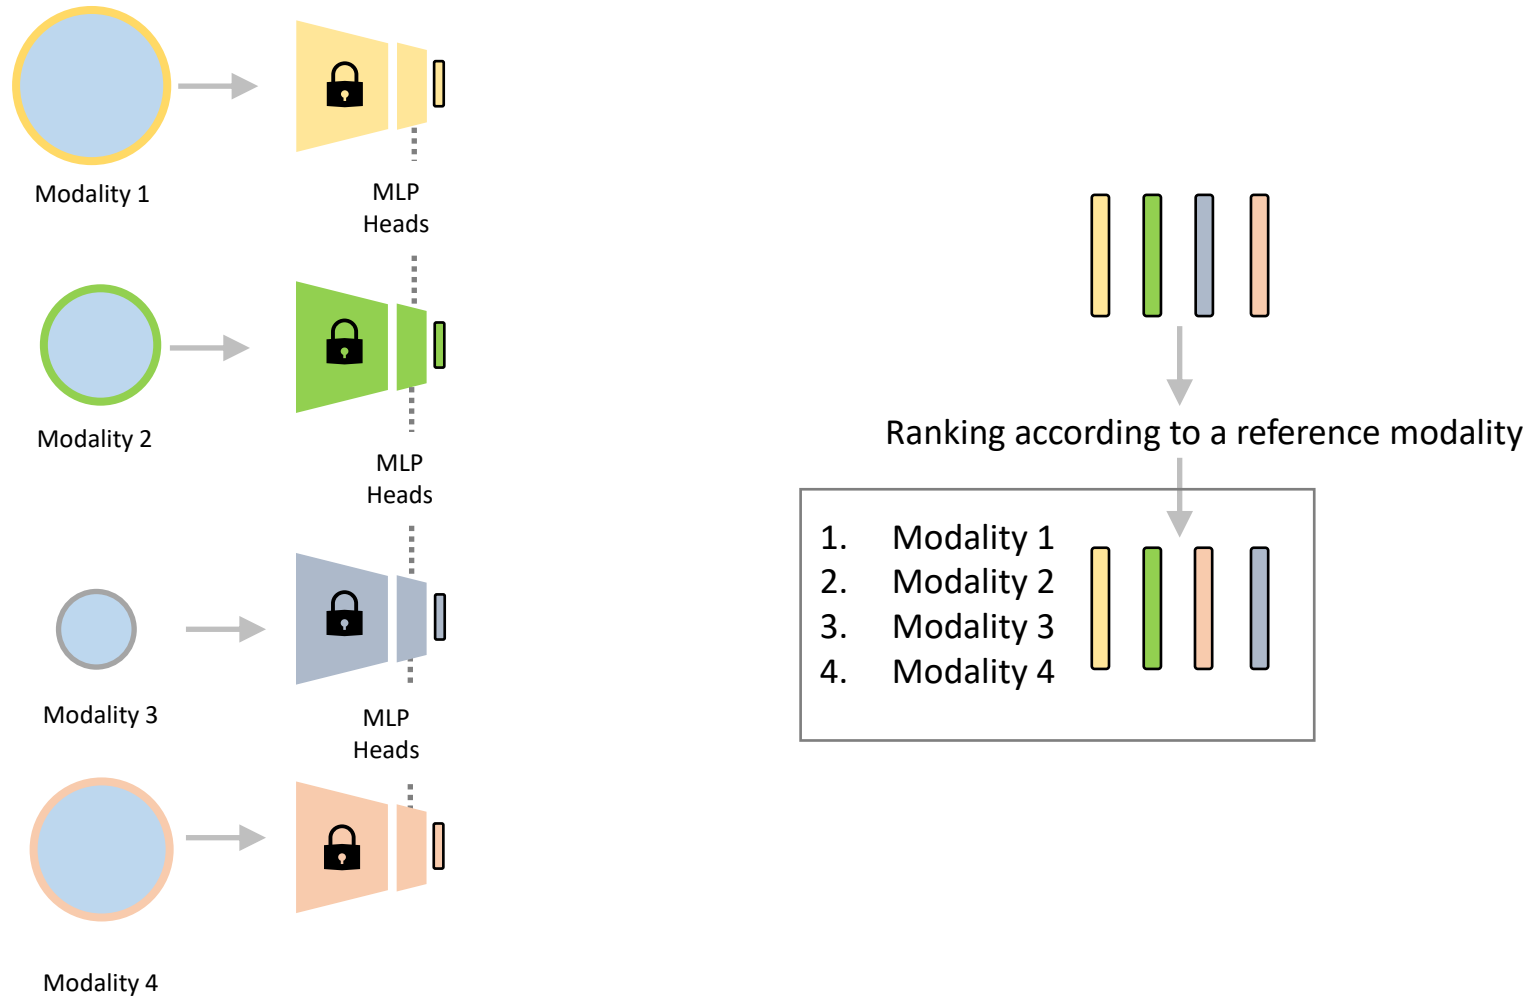 Modality 1
MLP
Heads
Modality 2
MLP
Heads
Modality 3
MLP
Heads
Modality 4
Ranking according to a reference modality
1. Modality 1
2. Modality 2
3. Modality 3
4. Modality 4